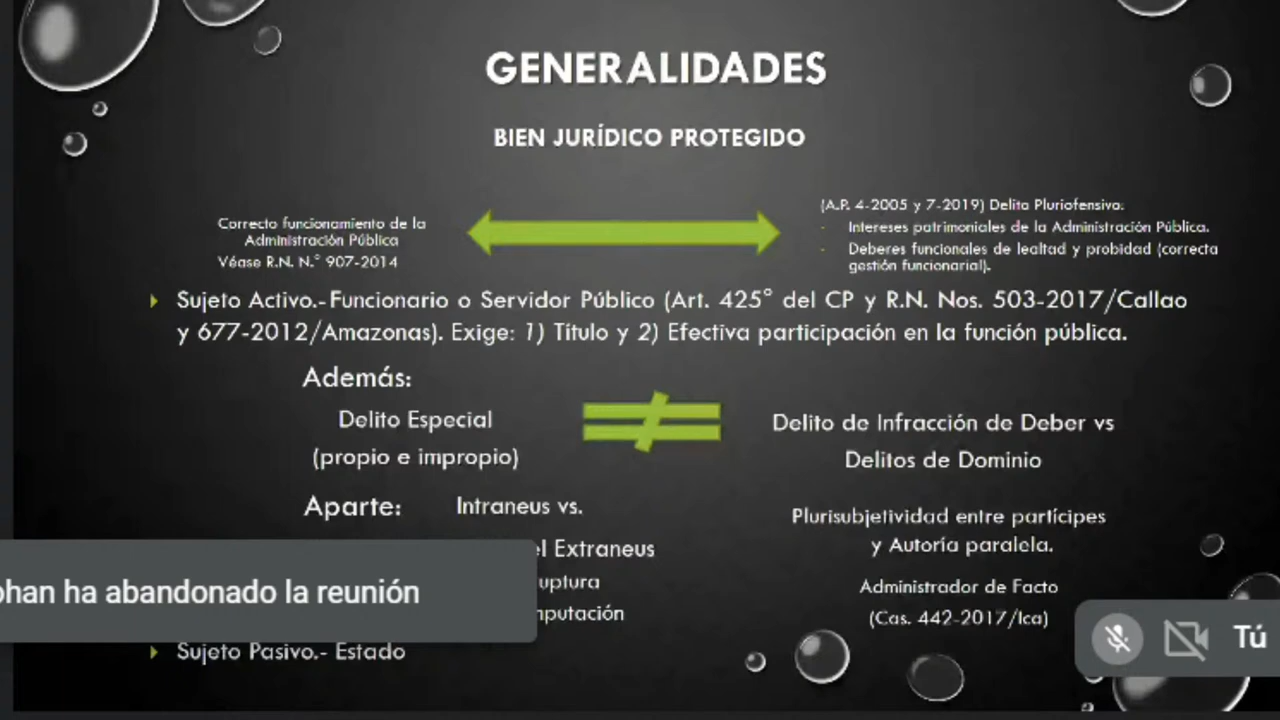 GENERALIDADES
BIEN JURÍDICO PROTEGIDO
Correcto funcionamiento de la
Administración Pública
Véase R.N. N.° 907-2014
(A.P. 4-2005 y 7-2019) Delito Pluriofensivo:
- Intereses patrimoniales de la Administración Pública.
- Deberes funcionales de lealtad y probidad (correcta
gestión funcionarial).
Sujeto Activo.- Funcionario o Servidor Público (Art. 425° del CP y R.N. Nos. 503-2017/Callao
y 677-2012/Amazonas). Exige: 1) Título y 2) Efectiva participación en la función pública.
Además:
Delito Especial
(propio e impropio)
Delito de Infracción de Deber vs
Delitos de Dominio
Aparte:
Intraneus vs.
el Extraneus
uptura
mputación
Plurisubjetividad entre partícipes
y Autoría paralela.
Administrador de Facto
(Cas. 442-2017/Ica)
ohan ha abandonado la reunión
Tú
Sujeto Pasivo.- Estado